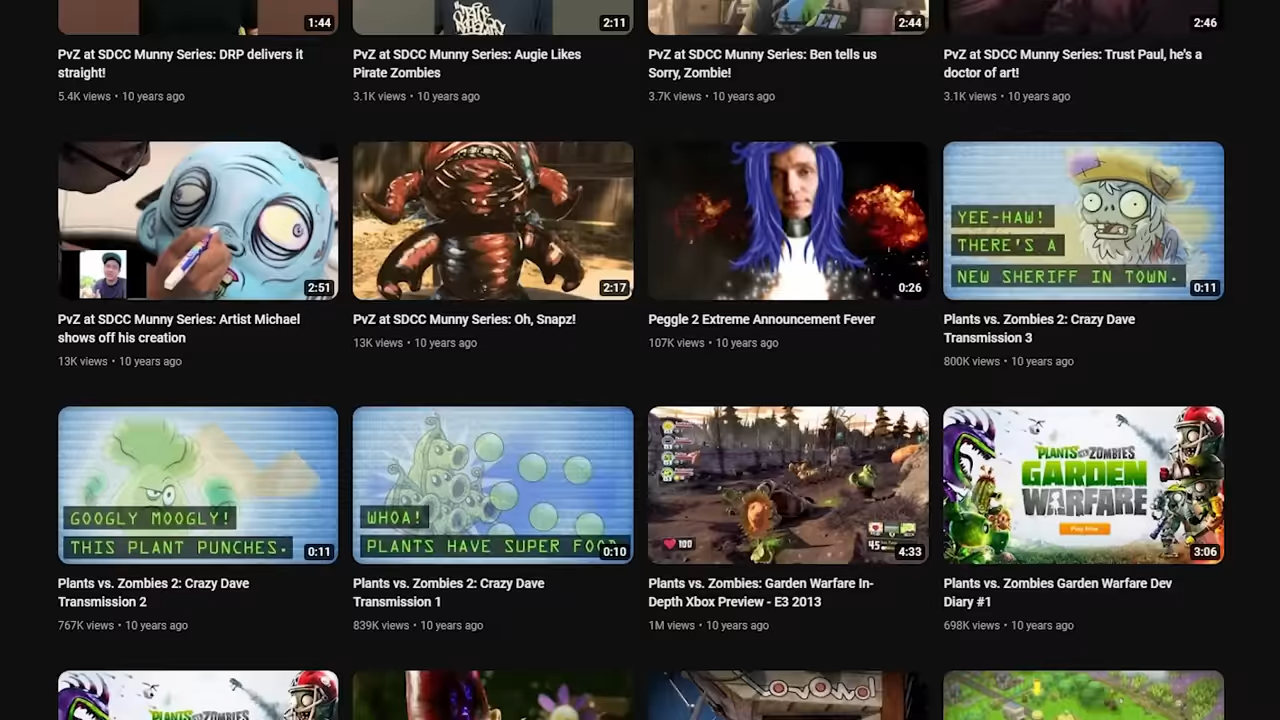 1:44
2:11
2:44
2:46
PvZ at SDCC Munny Series: DRP delivers it
straight!
5.4K views • 10 years ago
PvZ at SDCC Munny Series: Augie Likes
Pirate Zombies
3.1K views • 10 years ago
PvZ at SDCC Munny Series: Ben tells us
Sorry, Zombie!
3.7K views • 10 years ago
PvZ at SDCC Munny Series: Trust Paul, he's a
doctor of art!
3.1K views • 10 years ago
2:51
PvZ at SDCC Munny Series: Artist Michael
shows off his creation
13K views • 10 years ago
2:17
PvZ at SDCC Munny Series: Oh, Snapz!
13K views • 10 years ago
0:26
Peggle 2 Extreme Announcement Fever
107K views • 10 years ago
YEE-HAW!
THERE'S A
NEW SHERIFF IN TOWN.
0:11
Plants vs. Zombies 2: Crazy Dave
Transmission 3
800K views • 10 years ago
GOOGLY MOOGLY!
THIS PLANT PUNCHES.
0:11
Plants vs. Zombies 2: Crazy Dave
Transmission 2
767K views • 10 years ago
WHOA!
PLANTS HAVE SUPER FOOD
0:10
Plants vs. Zombies 2: Crazy Dave
Transmission 1
839K views • 10 years ago
100
45
4:33
Plants vs. Zombies: Garden Warfare In-
Depth Xbox Preview - E3 2013
1M views • 10 years ago
PLANTS VS. ZOMBIES
GARDEN
WARFARE
Play Now
3:06
Plants vs. Zombies Garden Warfare Dev
Diary #1
698K views • 10 years ago
PLANTS VS. ZOMBIES